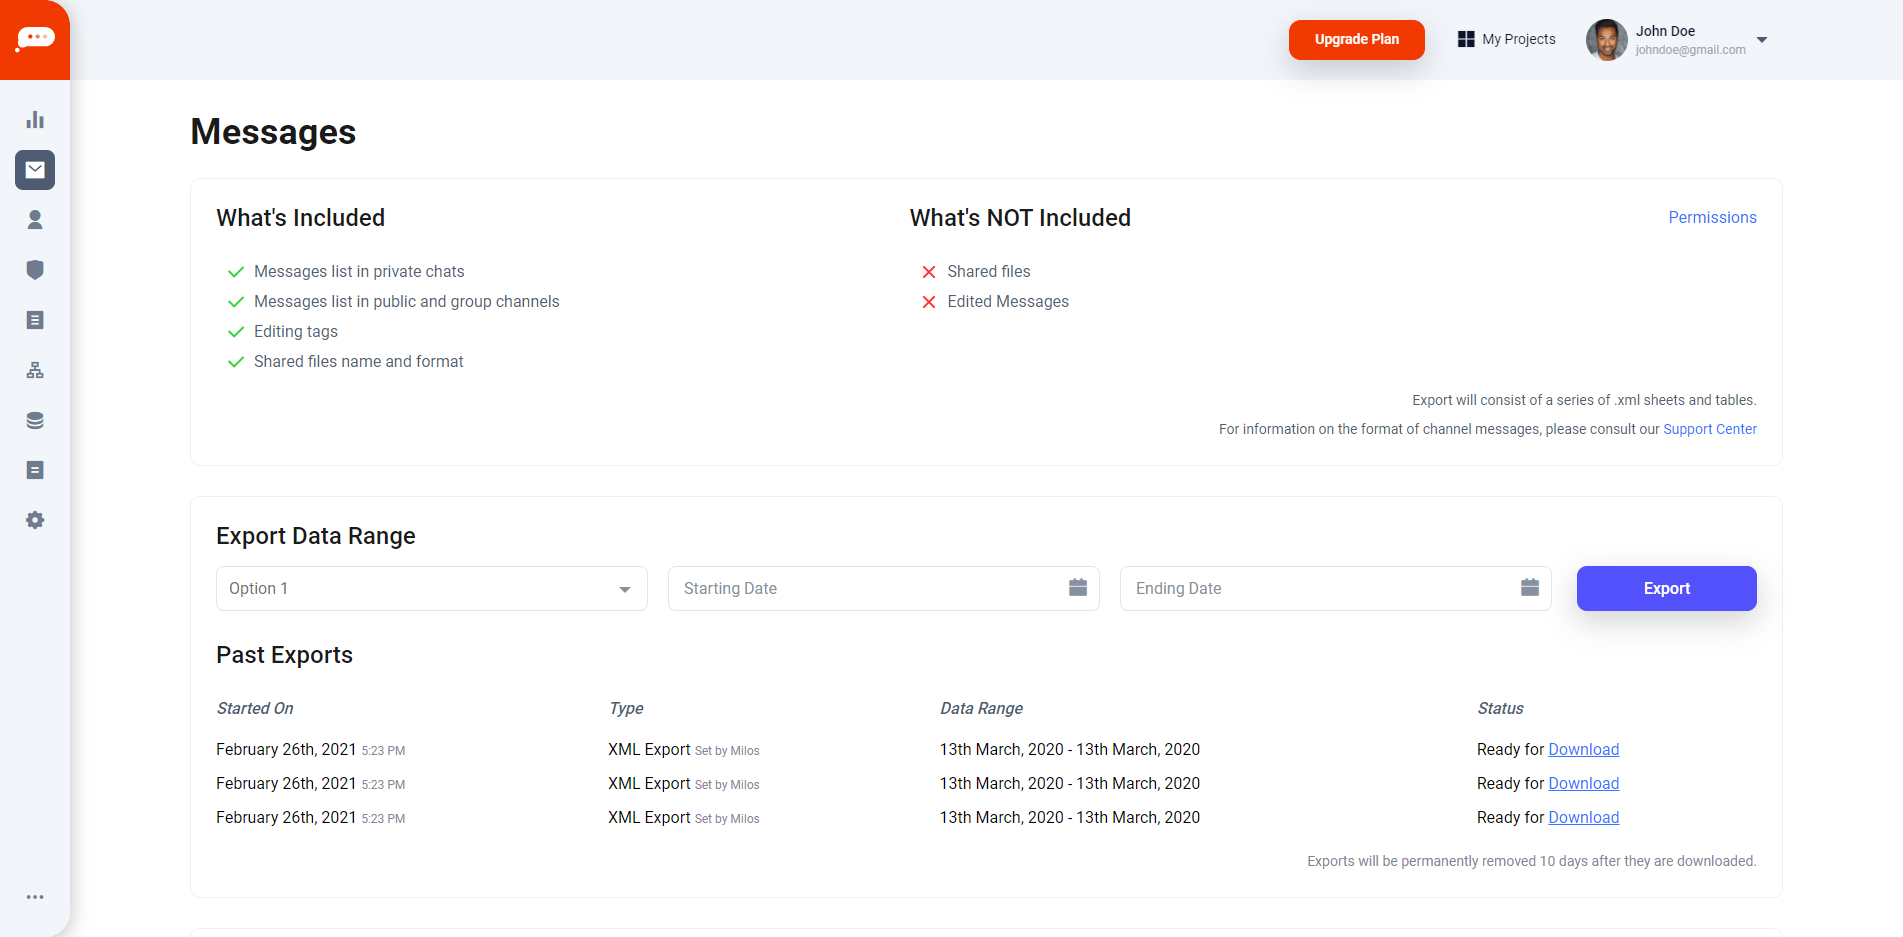 Upgrade Plan
My Projects
John Doe
johndoe@gmail.com
Messages
What's Included
Messages list in private chats
Messages list in public and group channels
Editing tags
Shared files name and format
What's NOT Included
Permissions
Shared files
Edited Messages
Export will consist of a series of .xml sheets and tables.
For information on the format of channel messages, please consult our Support Center
Export Data Range
Option 1
Starting Date
Ending Date
Export
Past Exports
Started On Type Data Range Status
February 26th, 2021 5:23 PM XML Export Set by Milos 13th March, 2020 - 13th March, 2020 Ready for Download
February 26th, 2021 5:23 PM XML Export Set by Milos 13th March, 2020 - 13th March, 2020 Ready for Download
February 26th, 2021 5:23 PM XML Export Set by Milos 13th March, 2020 - 13th March, 2020 Ready for Download
Exports will be permanently removed 10 days after they are downloaded.